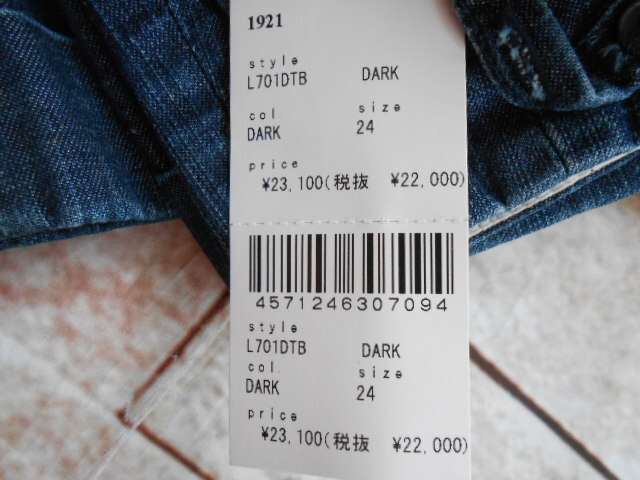 1921
style
L701DTB DARK
col. size
DARK 24
price
¥23,100(税抜 ¥22,000)
4571246307094
style
L701DTB DARK
col. size
DARK 24
price
¥23,100(税抜 ¥22,000)